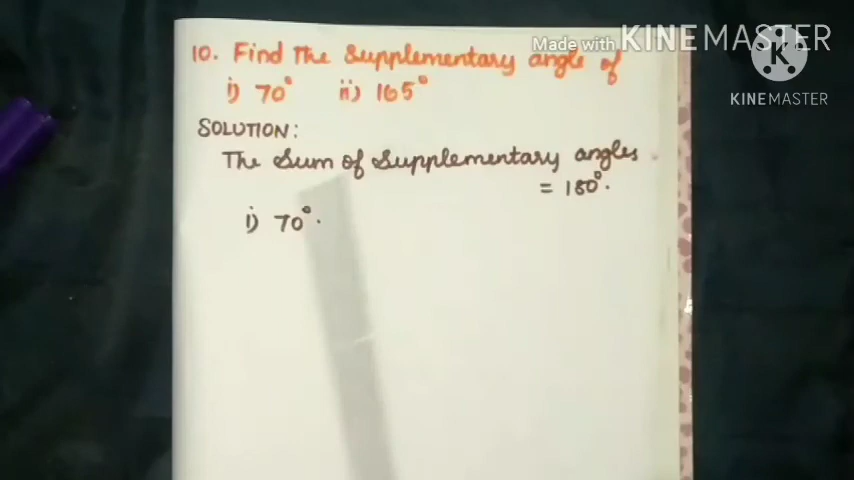 Made with KINEMASTER
K
KINEMASTER
10. Find The Supplementary angle of
i) 70° ii) 165°
SOLUTION:
The Sum of Supplementary angles
= 180°.
i) 70°.